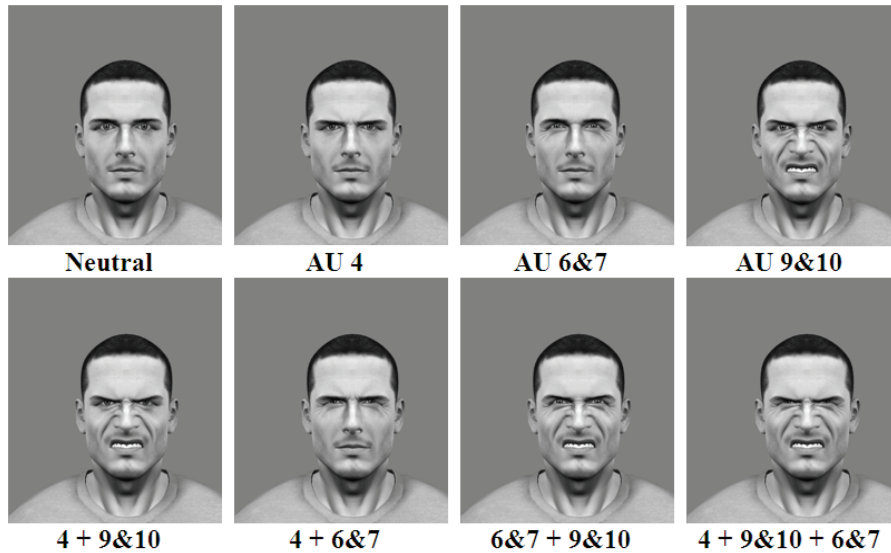 Neutral
AU 4
AU 6&7
AU 9&10
4 + 9&10
4 + 6&7
6&7 + 9&10
4 + 9&10 + 6&7